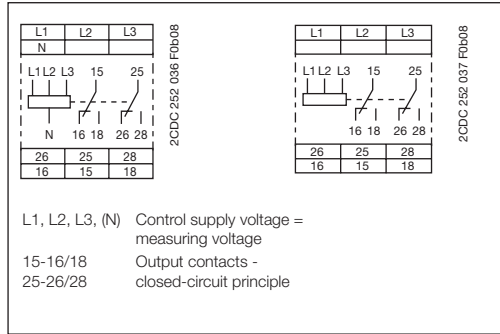 L1 L2 L3
N
L1 L2 L3 15 25
N 16 18 26 28
26 25 28
16 15 18
2CDC 252 036 F0b08
L1 L2 L3
L1 L2 L3 15 25
16 18 26 28
26 25 28
16 15 18
2CDC 252 037 F0b08
L1, L2, L3, (N) Control supply voltage =
measuring voltage
15-16/18 Output contacts -
25-26/28 closed-circuit principle